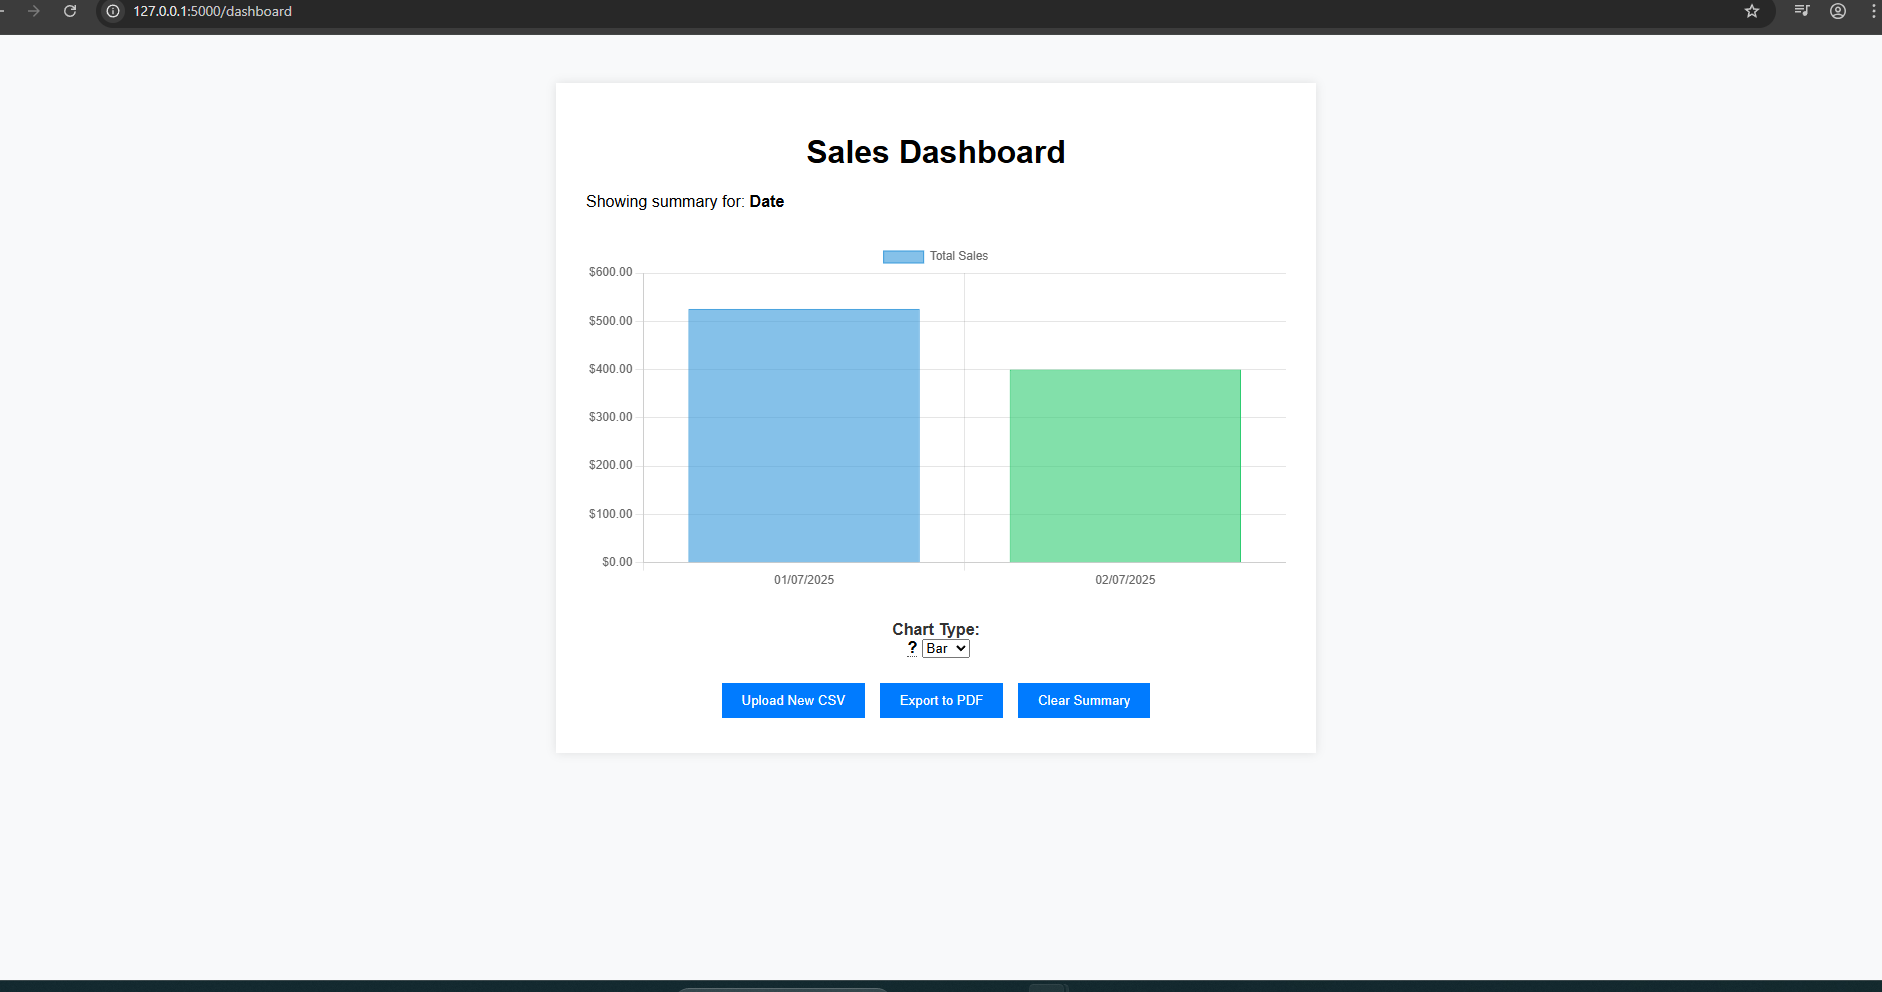 127.0.0.1:5000/dashboard
Sales Dashboard
Showing summary for: Date
Total Sales
$600.00
$500.00
$400.00
$300.00
$200.00
$100.00
$0.00
01/07/2025 02/07/2025
Chart Type:
? Bar
Upload New CSV Export to PDF Clear Summary